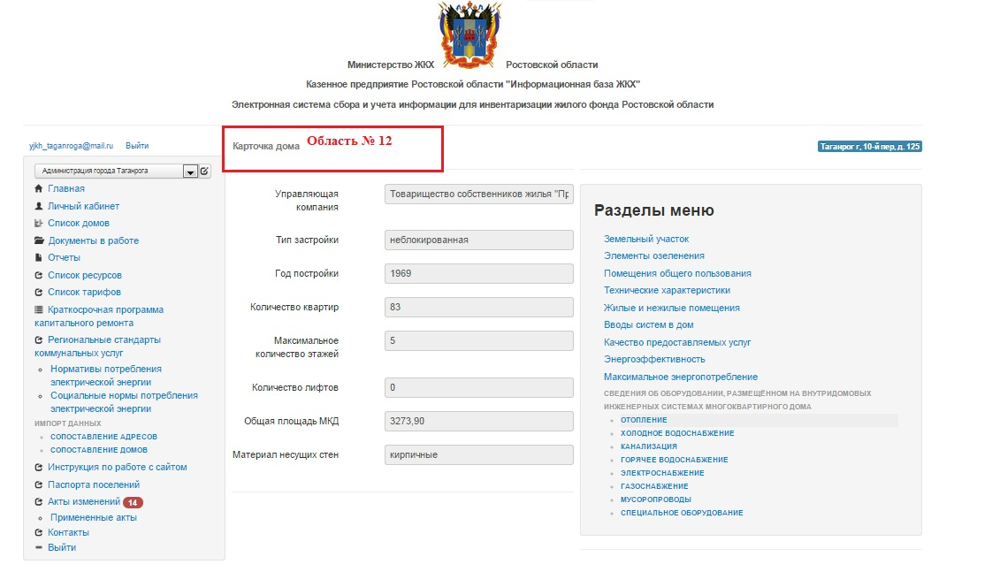 Министерство ЖКХ Ростовской области
Казенное предприятие Ростовской области "Информационная база ЖКХ"
Электронная система сбора и учета информации для инвентаризации жилого фонда Ростовской области
yjkh_taganroga@mail.ru Выйти
Администрация города Таганрога
Главная
Личный кабинет
Список домов
Документы в работе
Отчеты
Список ресурсов
Список тарифов
Краткосрочная программа
капитального ремонта
Региональные стандарты
коммунальных услуг
Нормативы потребления
электрической энергии
Социальные нормы потребления
электрической энергии
ИМПОРТ ДАННЫХ
СОПОСТАВЛЕНИЕ АДРЕСОВ
СОПОСТАВЛЕНИЕ ДОМОВ
Инструкция по работе с сайтом
Паспорта поселений
Акты изменений 14
Примененные акты
Контакты
Выйти
Карточка дома Область № 12
Таганрог г, 10-й пер, д. 125
Управляющая
компания
Товарищество собственников жилья "Пр
Тип застройки неблокированная
Год постройки 1969
Количество квартир 83
Максимальное
количество этажей
5
Количество лифтов 0
Общая площадь МКД 3273,90
Материал несущих стен кирпичные
Разделы меню
Земельный участок
Элементы озеленения
Помещения общего пользования
Технические характеристики
Жилые и нежилые помещения
Вводы систем в дом
Качество предоставляемых услуг
Энергоэффективность
Максимальное энергопотребление
СВЕДЕНИЯ ОБ ОБОРУДОВАНИИ, РАЗМЕЩЁННОМ НА ВНУТРИДОМОВЫХ
ИНЖЕНЕРНЫХ СИСТЕМАХ МНОГОКВАРТИРНОГО ДОМА
ОТОПЛЕНИЕ
ХОЛОДНОЕ ВОДОСНАБЖЕНИЕ
КАНАЛИЗАЦИЯ
ГОРЯЧЕЕ ВОДОСНАБЖЕНИЕ
ЭЛЕКТРОСНАБЖЕНИЕ
ГАЗОСНАБЖЕНИЕ
МУСОРОПРОВОДЫ
СПЕЦИАЛЬНОЕ ОБОРУДОВАНИЕ